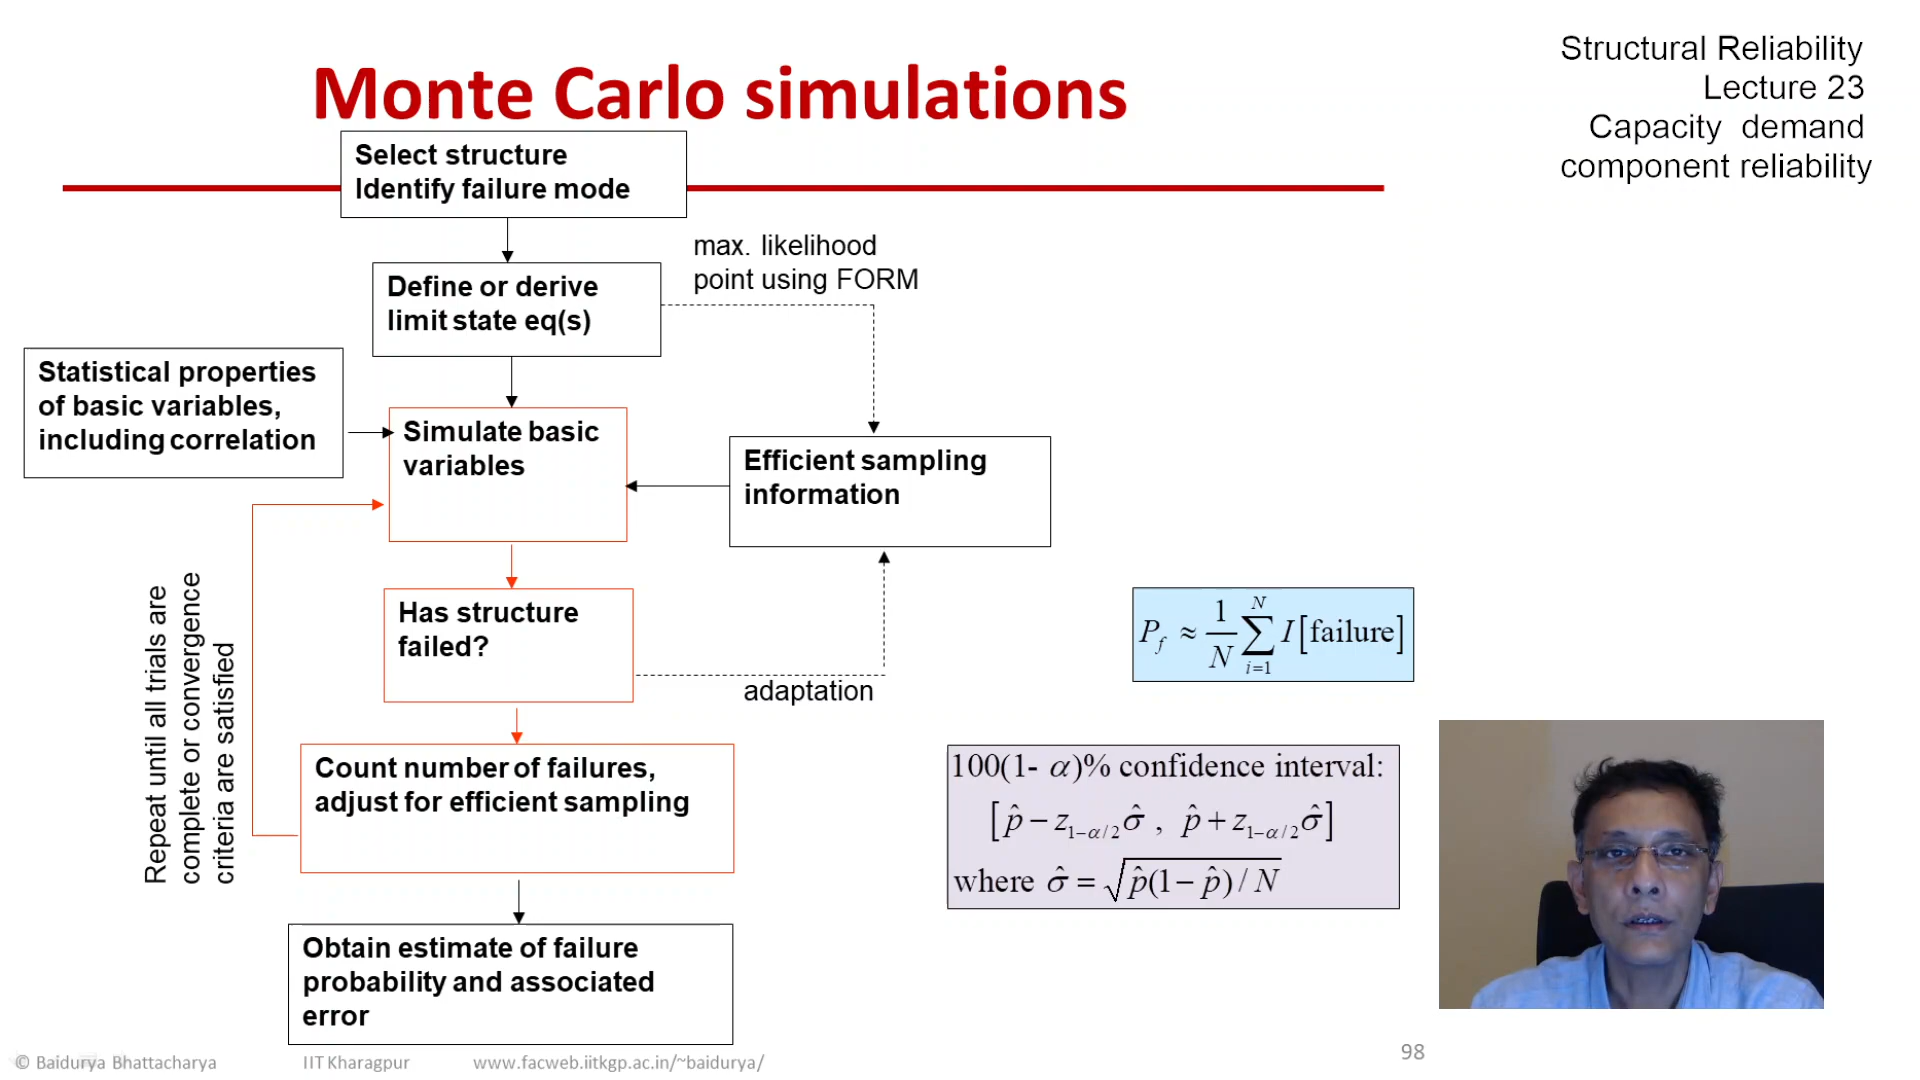 Monte Carlo simulations
Structural Reliability
Lecture 23
Capacity demand
component reliability
Select structure
Identify failure mode
max. likelihood
point using FORM
Define or derive
limit state eq(s)
Statistical properties
of basic variables,
including correlation
Simulate basic
variables
Efficient sampling
information
Has structure
failed?
adaptation
Repeat until all trials are
complete or convergence
criteria are satisfied
Count number of failures,
adjust for efficient sampling
Obtain estimate of failure
probability and associated
error
P_f ≈ \frac{1}{N} \sum_{i=1}^{N} I[failure]
100(1- α)% confidence interval:
[p̂ − z_{1−α/2}σ̂ , p̂ + z_{1−α/2}σ̂]
where σ̂ = √(p̂(1− p̂) / N)
© Baidurya Bhattacharya IIT Kharagpur www.facweb.iitkgp.ac.in/~baidurya/
98